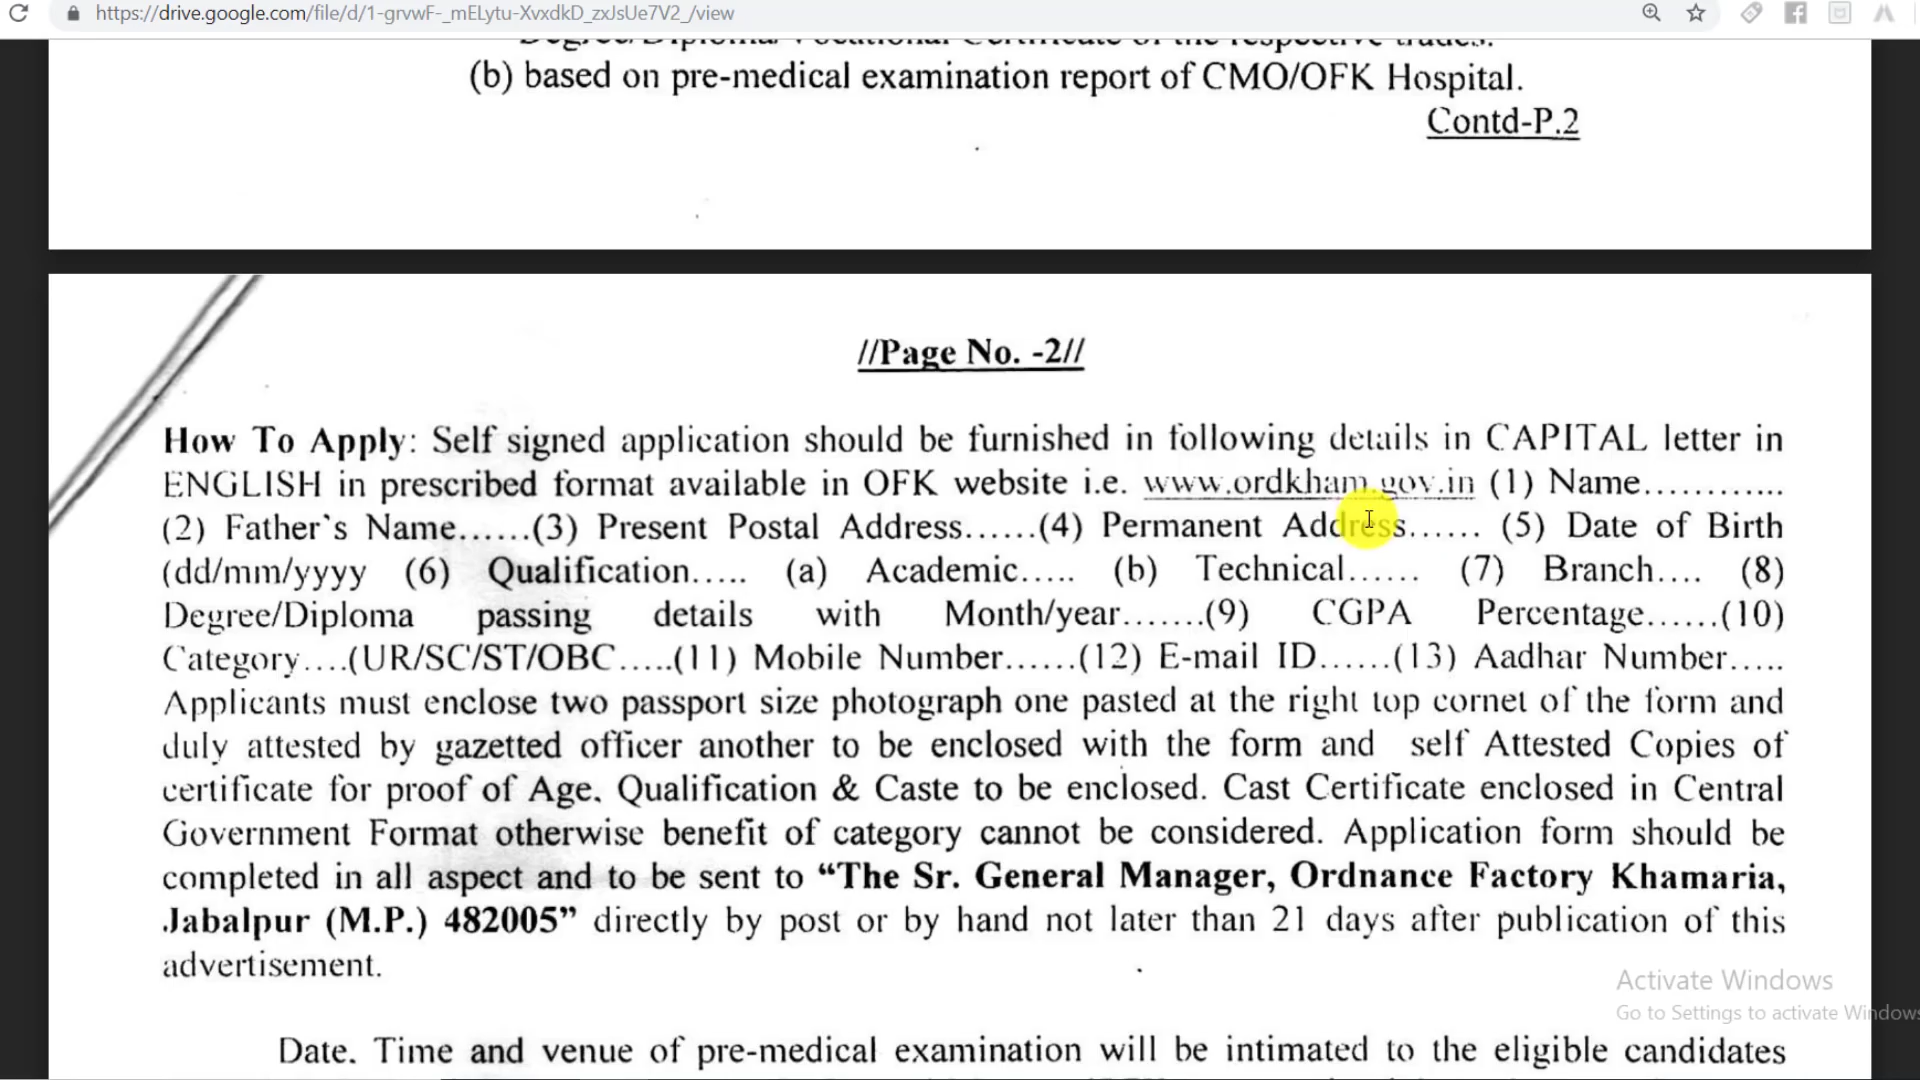 https://drive.google.com/file/d/1-grvwF-_mELytu-XvxdkD_zxJsUe7V2_/view
Degree/Diploma/Vocational Certificate of the respective trades.
(b) based on pre-medical examination report of CMO/OFK Hospital.
Contd-P.2
//Page No. -2//
How To Apply: Self signed application should be furnished in following details in CAPITAL letter in
ENGLISH in prescribed format available in OFK website i.e. www.ordkham.gov.in (1) Name............
(2) Father`s Name......(3) Present Postal Address......(4) Permanent Address...... (5) Date of Birth
(dd/mm/yyyy (6) Qualification..... (a) Academic..... (b) Technical...... (7) Branch.... (8)
Degree/Diploma passing details with Month/year.......(9) CGPA Percentage......(10)
Category....(UR/SC/ST/OBC.....(11) Mobile Number......(12) E-mail ID......(13) Aadhar Number.....
Applicants must enclose two passport size photograph one pasted at the right top cornet of the form and
duly attested by gazetted officer another to be enclosed with the form and self Attested Copies of
certificate for proof of Age. Qualification & Caste to be enclosed. Cast Certificate enclosed in Central
Government Format otherwise benefit of category cannot be considered. Application form should be
completed in all aspect and to be sent to “The Sr. General Manager, Ordnance Factory Khamaria,
Jabalpur (M.P.) 482005” directly by post or by hand not later than 21 days after publication of this
advertisement.
Activate Windows
Go to Settings to activate Windows
Date. Time and venue of pre-medical examination will be intimated to the eligible candidates